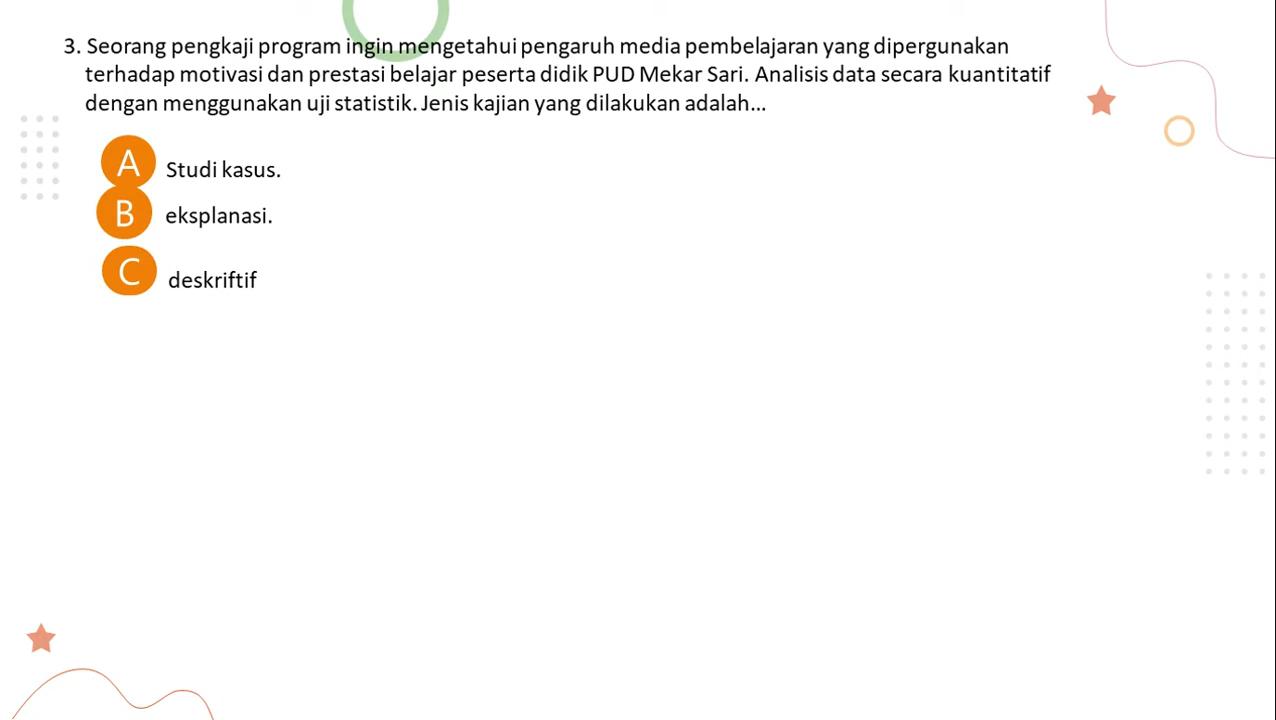 3. Seorang pengkaji program ingin mengetahui pengaruh media pembelajaran yang dipergunakan
terhadap motivasi dan prestasi belajar peserta didik PUD Mekar Sari. Analisis data secara kuantitatif
dengan menggunakan uji statistik. Jenis kajian yang dilakukan adalah...
A Studi kasus.
B eksplanasi.
C deskriftif